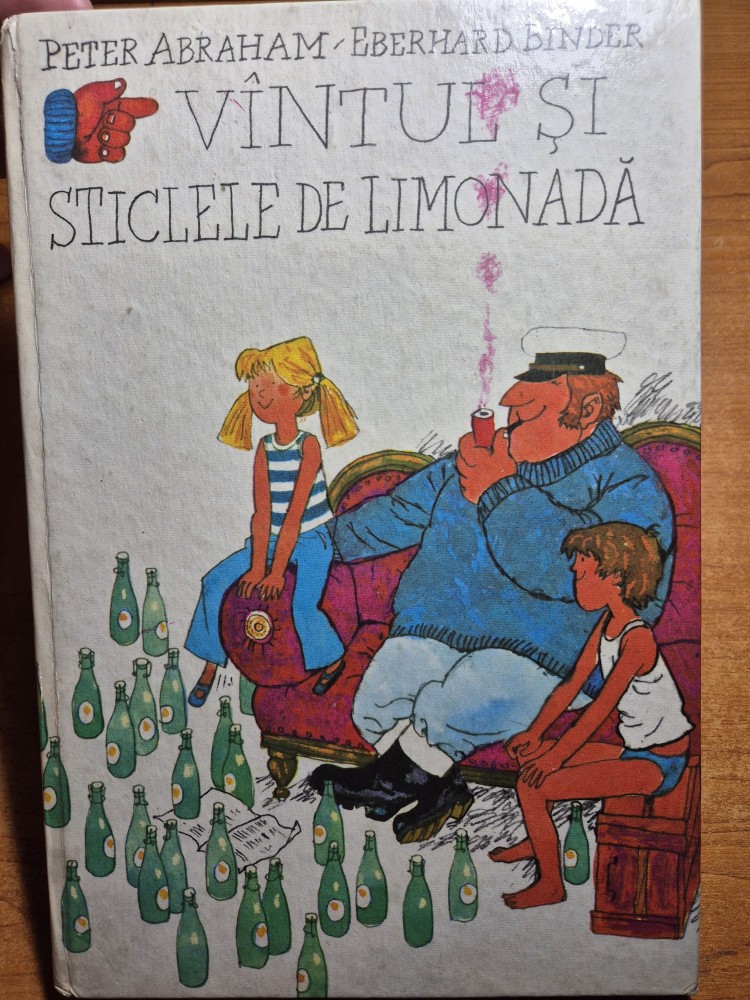 PETER ABRAHAM / EBERHARD BINDER
VÎNTUL ȘI
STICLELE DE LIMONADĂ